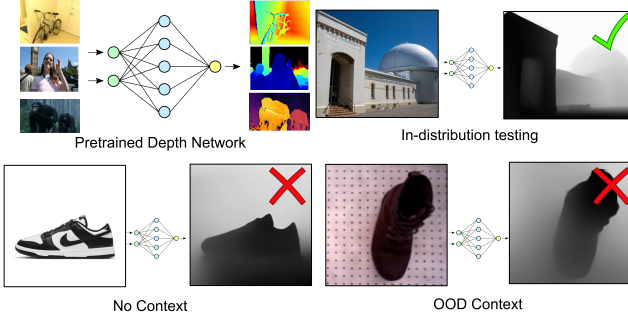 Pretrained Depth Network
In-distribution testing
No Context
OOD Context